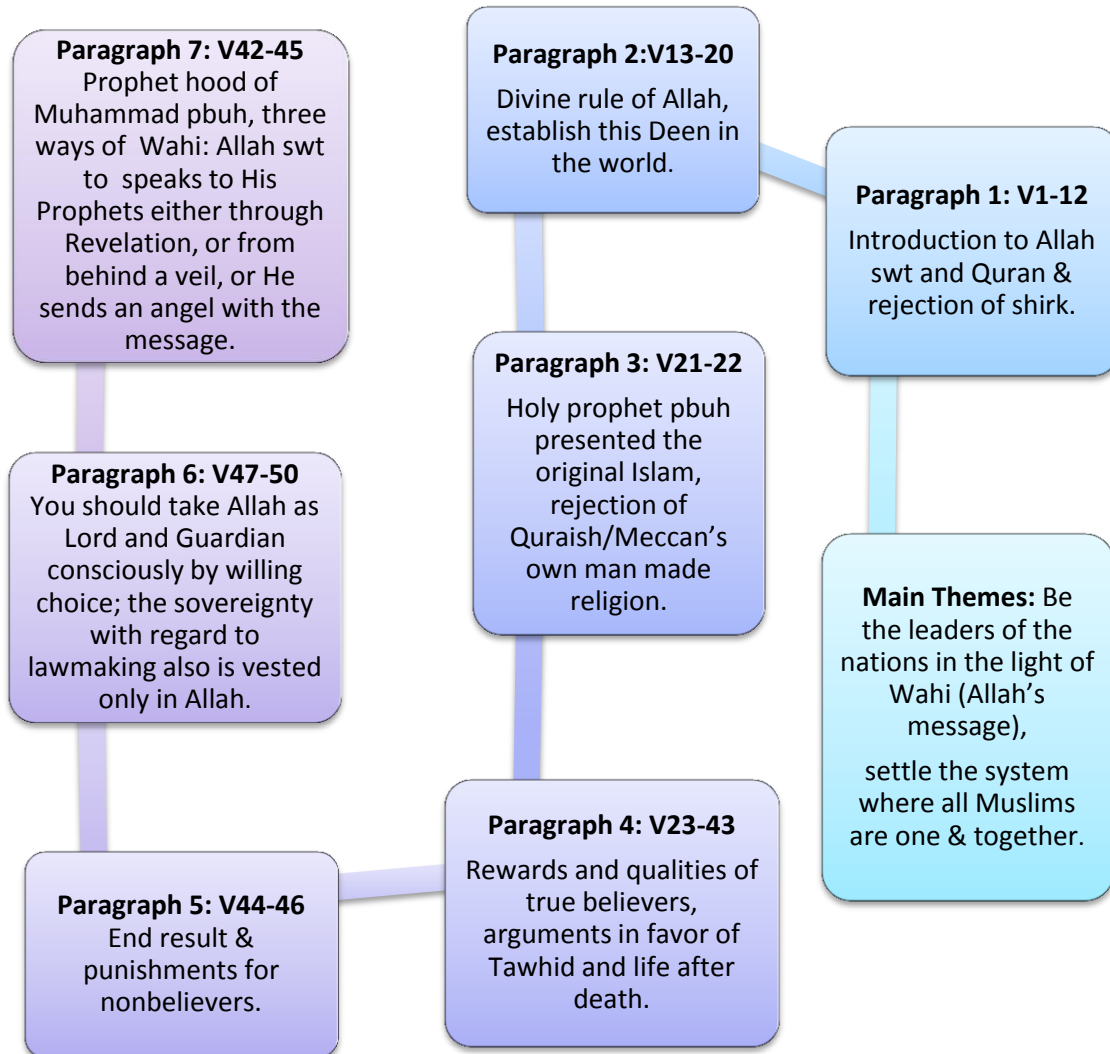 Main Themes: Be
the leaders of the
nations in the light of
Wahi (Allah’s
message),
settle the system
where all Muslims
are one & together.
Paragraph 1: V1-12
Introduction to Allah
swt and Quran &
rejection of shirk.
Paragraph 2:V13-20
Divine rule of Allah,
establish this Deen in
the world.
Paragraph 3: V21-22
Holy prophet pbuh
presented the
original Islam,
rejection of
Quraish/Meccan’s
own man made
religion.
Paragraph 4: V23-43
Rewards and qualities of
true believers,
arguments in favor of
Tawhid and life after
death.
Paragraph 5: V44-46
End result &
punishments for
nonbelievers.
Paragraph 6: V47-50
You should take Allah as
Lord and Guardian
consciously by willing
choice; the sovereignty
with regard to
lawmaking also is vested
only in Allah.
Paragraph 7: V42-45
Prophet hood of
Muhammad pbuh, three
ways of Wahi: Allah swt
to speaks to His
Prophets either through
Revelation, or from
behind a veil, or He
sends an angel with the
message.